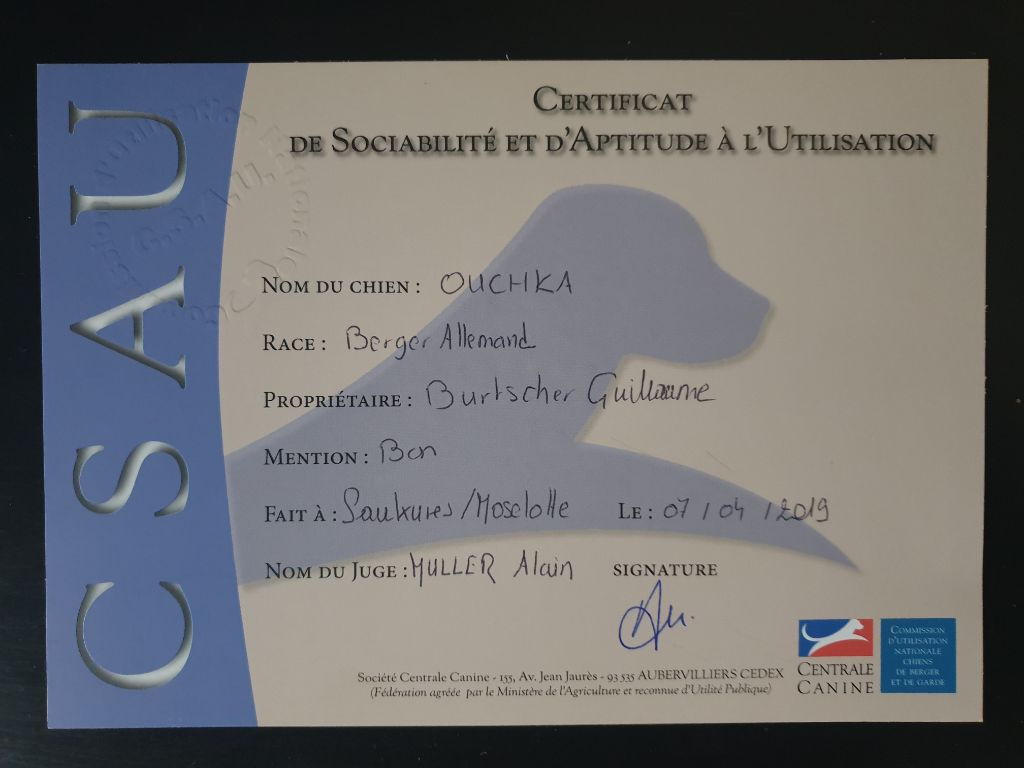 CSAU
CERTIFICAT
DE SOCIABILITÉ ET D'APTITUDE À L'UTILISATION
C.S.A.U.
NOM DU CHIEN : OUCHKA
RACE : Berger Allemand
PROPRIÉTAIRE : Burtscher Guillaume
MENTION : Bon
FAIT À : Saulxures/Moselotte LE : 07/04/2019
NOM DU JUGE : MULLER Alain SIGNATURE
Société Centrale Canine - 155, Av. Jean Jaurès - 93 535 AUBERVILLIERS CEDEX
(Fédération agréée par le Ministère de l'Agriculture et reconnue d'Utilité Publique)
CENTRALE
CANINE
COMMISSION
D'UTILISATION
NATIONALE
CHIENS
DE BERGER
ET DE GARDE